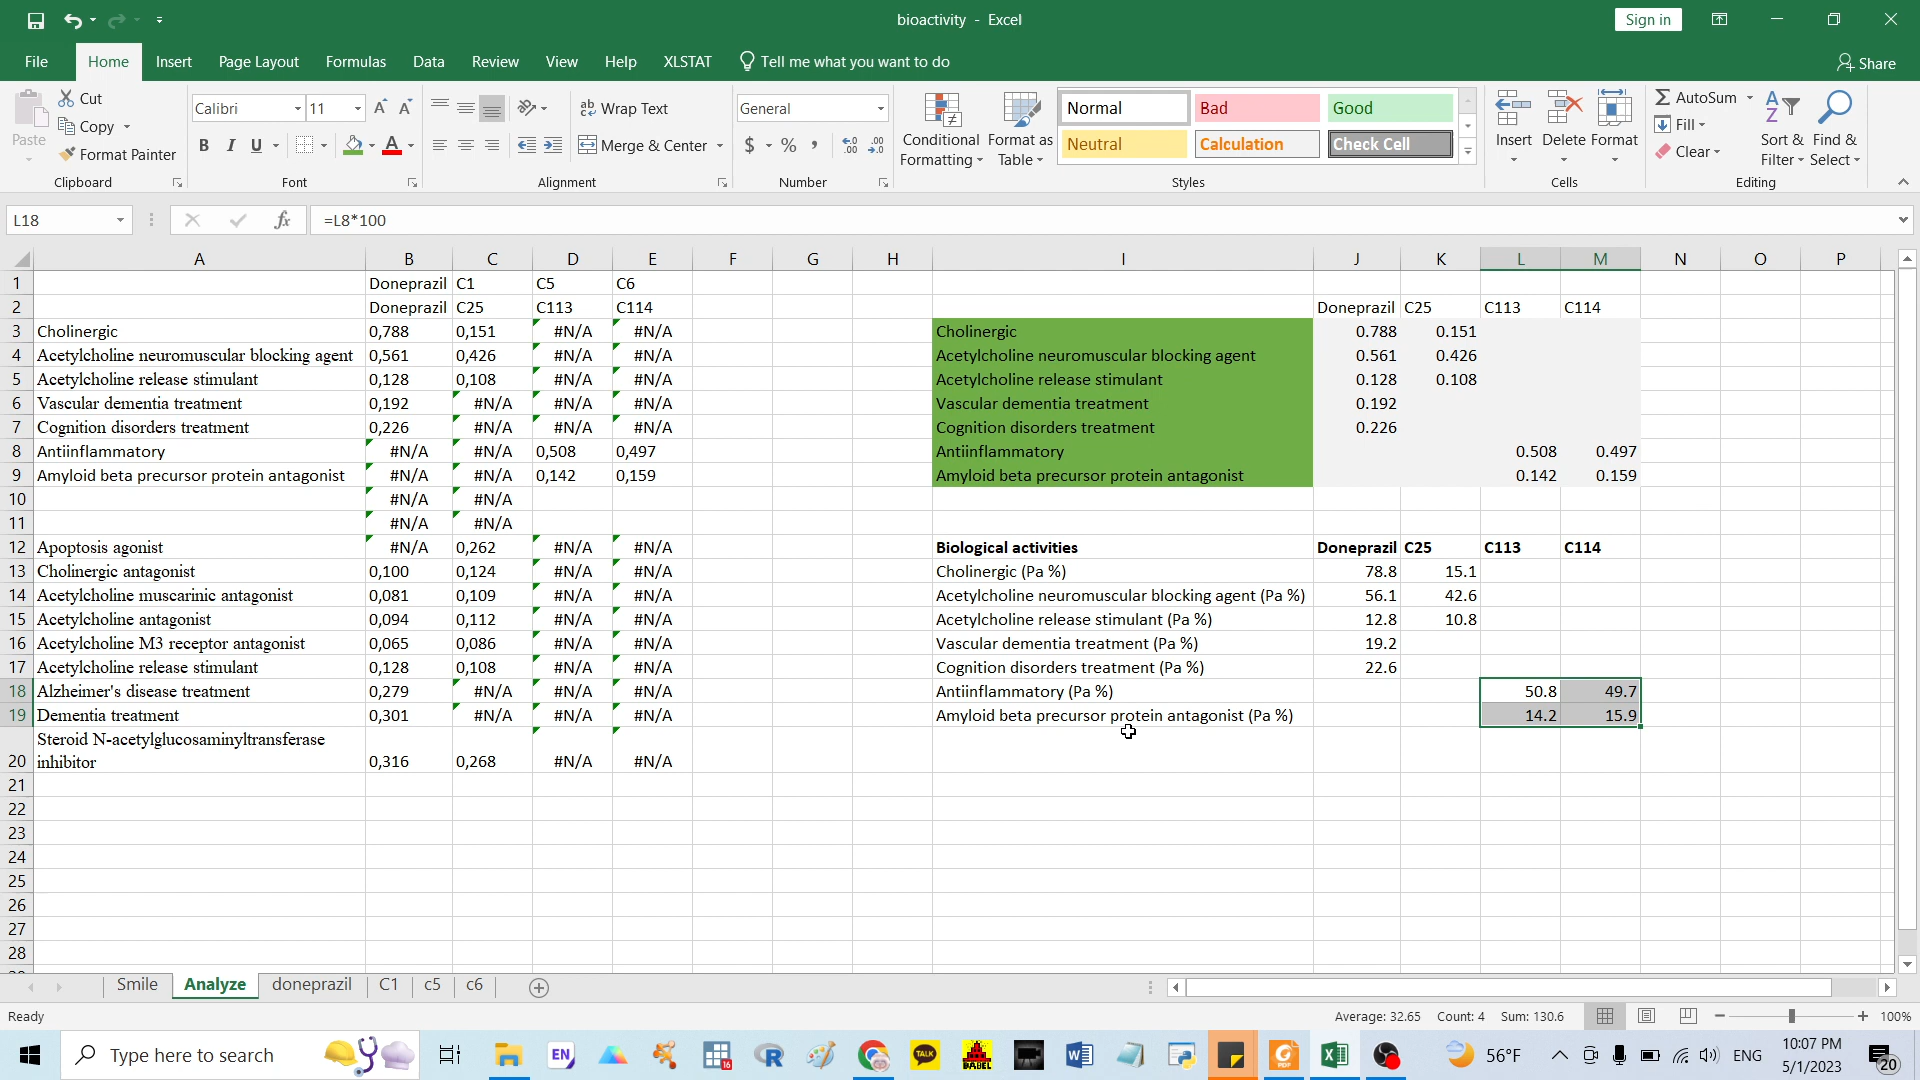 bioactivity - Excel
Sign in
File Home Insert Page Layout Formulas Data Review View Help XLSTAT Tell me what you want to do Share
Paste Cut Copy Format Painter Clipboard
Calibri 11 B I U A Font
ab Wrap Text Merge & Center Alignment
General $ % , Number
Conditional Formatting Format as Table
Normal Bad Good
Neutral Calculation Check Cell
Styles
Insert Delete Format Cells
AutoSum Fill Clear Sort & Filter Find & Select Editing
L18 fx =L8*100
A B C D E F G H I J K L M N O P
1 Doneprazil C1 C5 C6
2 Doneprazil C25 C113 C114 Doneprazil C25 C113 C114
3 Cholinergic 0,788 0,151 #N/A #N/A Cholinergic 0.788 0.151
4 Acetylcholine neuromuscular blocking agent 0,561 0,426 #N/A #N/A Acetylcholine neuromuscular blocking agent 0.561 0.426
5 Acetylcholine release stimulant 0,128 0,108 #N/A #N/A Acetylcholine release stimulant 0.128 0.108
6 Vascular dementia treatment 0,192 #N/A #N/A #N/A Vascular dementia treatment 0.192
7 Cognition disorders treatment 0,226 #N/A #N/A #N/A Cognition disorders treatment 0.226
8 Antiinflammatory #N/A #N/A 0,508 0,497 Antiinflammatory 0.508 0.497
9 Amyloid beta precursor protein antagonist #N/A #N/A 0,142 0,159 Amyloid beta precursor protein antagonist 0.142 0.159
10 #N/A #N/A
11 #N/A #N/A
12 Apoptosis agonist #N/A 0,262 #N/A #N/A Biological activities Doneprazil C25 C113 C114
13 Cholinergic antagonist 0,100 0,124 #N/A #N/A Cholinergic (Pa %) 78.8 15.1
14 Acetylcholine muscarinic antagonist 0,081 0,109 #N/A #N/A Acetylcholine neuromuscular blocking agent (Pa %) 56.1 42.6
15 Acetylcholine antagonist 0,094 0,112 #N/A #N/A Acetylcholine release stimulant (Pa %) 12.8 10.8
16 Acetylcholine M3 receptor antagonist 0,065 0,086 #N/A #N/A Vascular dementia treatment (Pa %) 19.2
17 Acetylcholine release stimulant 0,128 0,108 #N/A #N/A Cognition disorders treatment (Pa %) 22.6
18 Alzheimer's disease treatment 0,279 #N/A #N/A #N/A Antiinflammatory (Pa %) 50.8 49.7
19 Dementia treatment 0,301 #N/A #N/A #N/A Amyloid beta precursor protein antagonist (Pa %) 14.2 15.9
Steroid N-acetylglucosaminyltransferase
20 inhibitor 0,316 0,268 #N/A #N/A
21
22
23
24
25
26
27
28
Smile Analyze doneprazil C1 c5 c6
Ready Average: 32.65 Count: 4 Sum: 130.6 100%
Type here to search EN 16 R TALK BABEL W PDF 56°F ENG 10:07 PM
5/1/2023 20